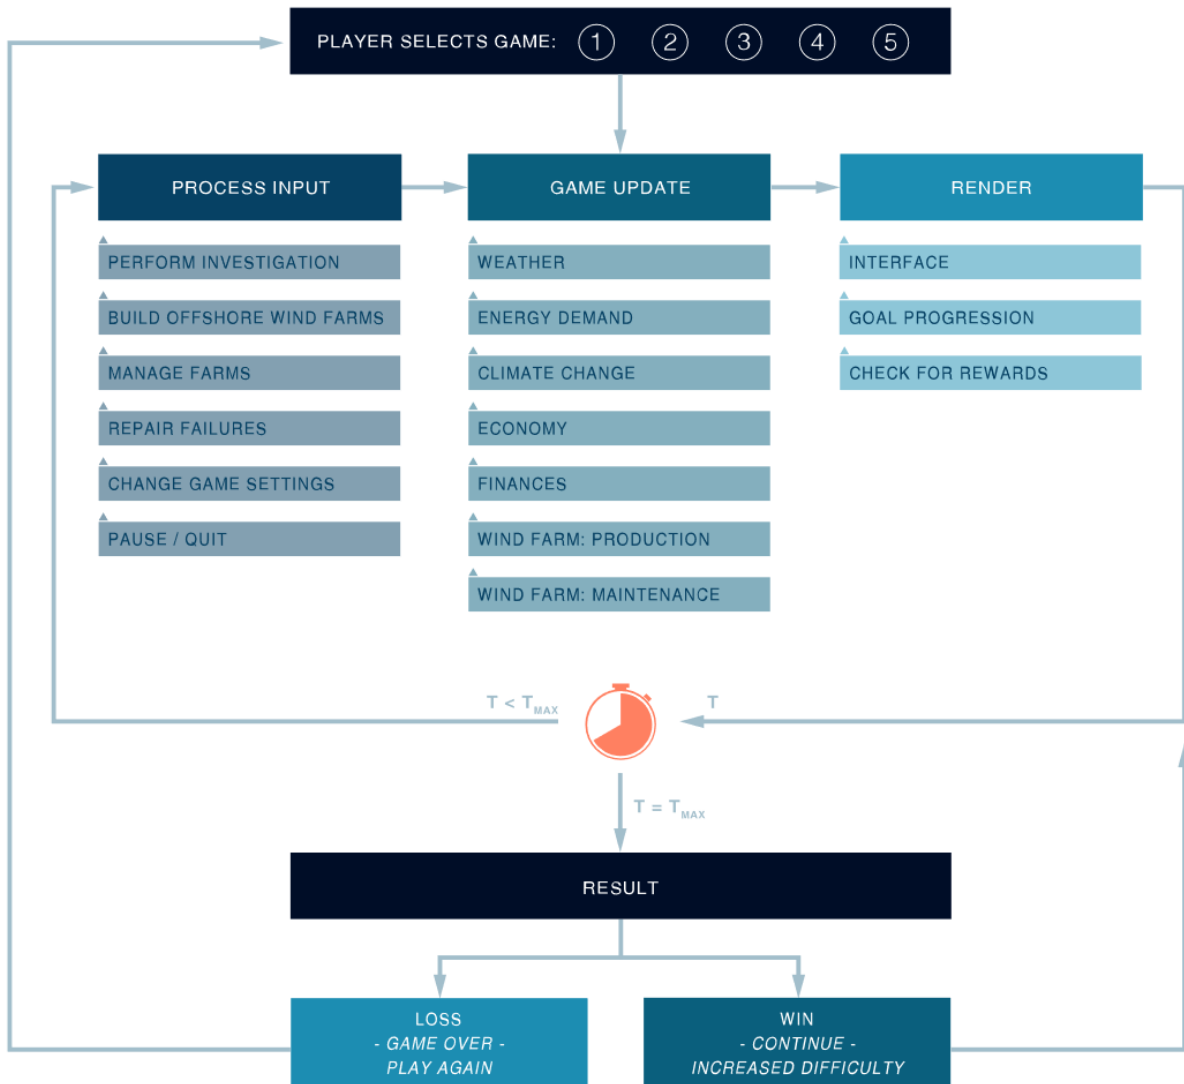 PLAYER SELECTS GAME: 1 2 3 4 5
PROCESS INPUT
PERFORM INVESTIGATION
BUILD OFFSHORE WIND FARMS
MANAGE FARMS
REPAIR FAILURES
CHANGE GAME SETTINGS
PAUSE / QUIT
GAME UPDATE
WEATHER
ENERGY DEMAND
CLIMATE CHANGE
ECONOMY
FINANCES
WIND FARM: PRODUCTION
WIND FARM: MAINTENANCE
RENDER
INTERFACE
GOAL PROGRESSION
CHECK FOR REWARDS
T < T_MAX
T
T = T_MAX
RESULT
LOSS
- GAME OVER -
PLAY AGAIN
WIN
- CONTINUE -
INCREASED DIFFICULTY